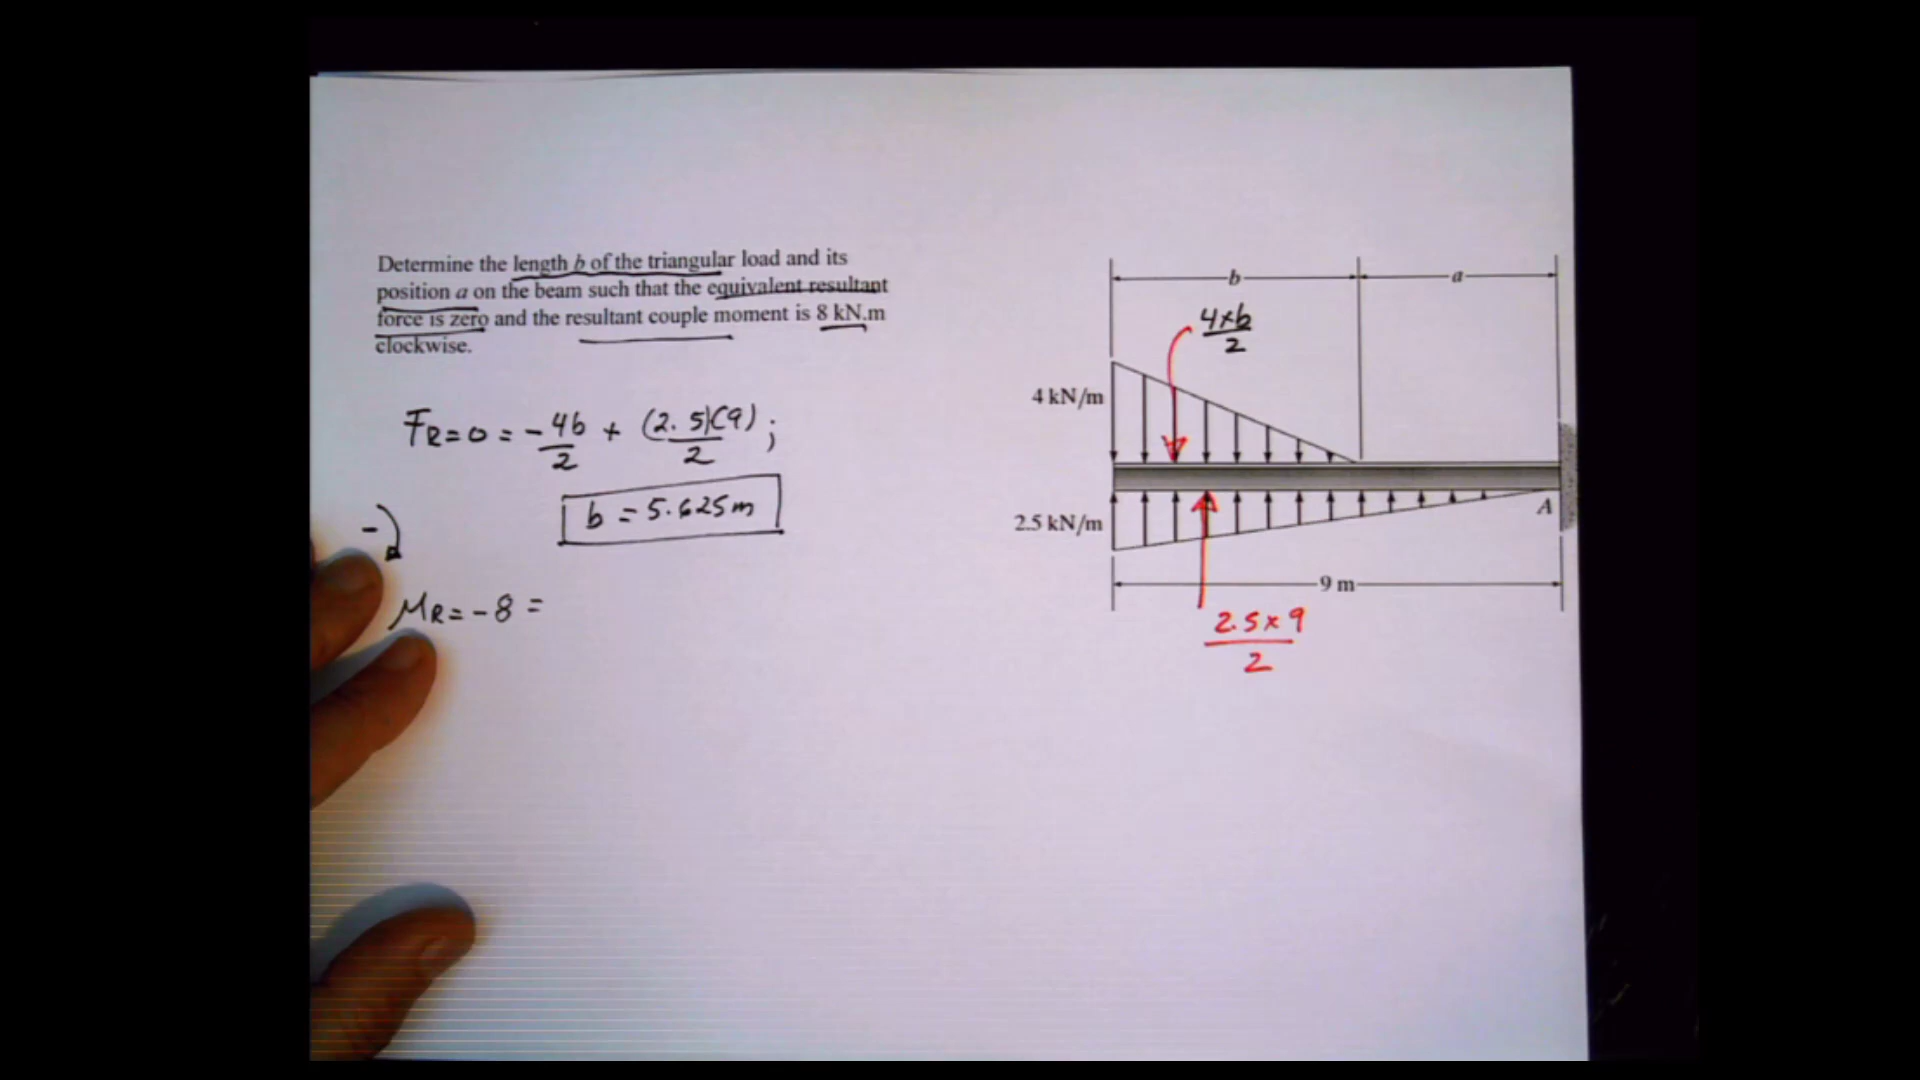 Determine the length b of the triangular load and its
position a on the beam such that the equivalent resultant
force is zero and the resultant couple moment is 8 kN.m
clockwise.
F_R = 0 = - 4b/2 + (2.5)(9)/2 ;
b = 5.625m
-
M_R = - 8 =
b
a
4×b/2
4 kN/m
2.5 kN/m
A
9 m
2.5 × 9/2